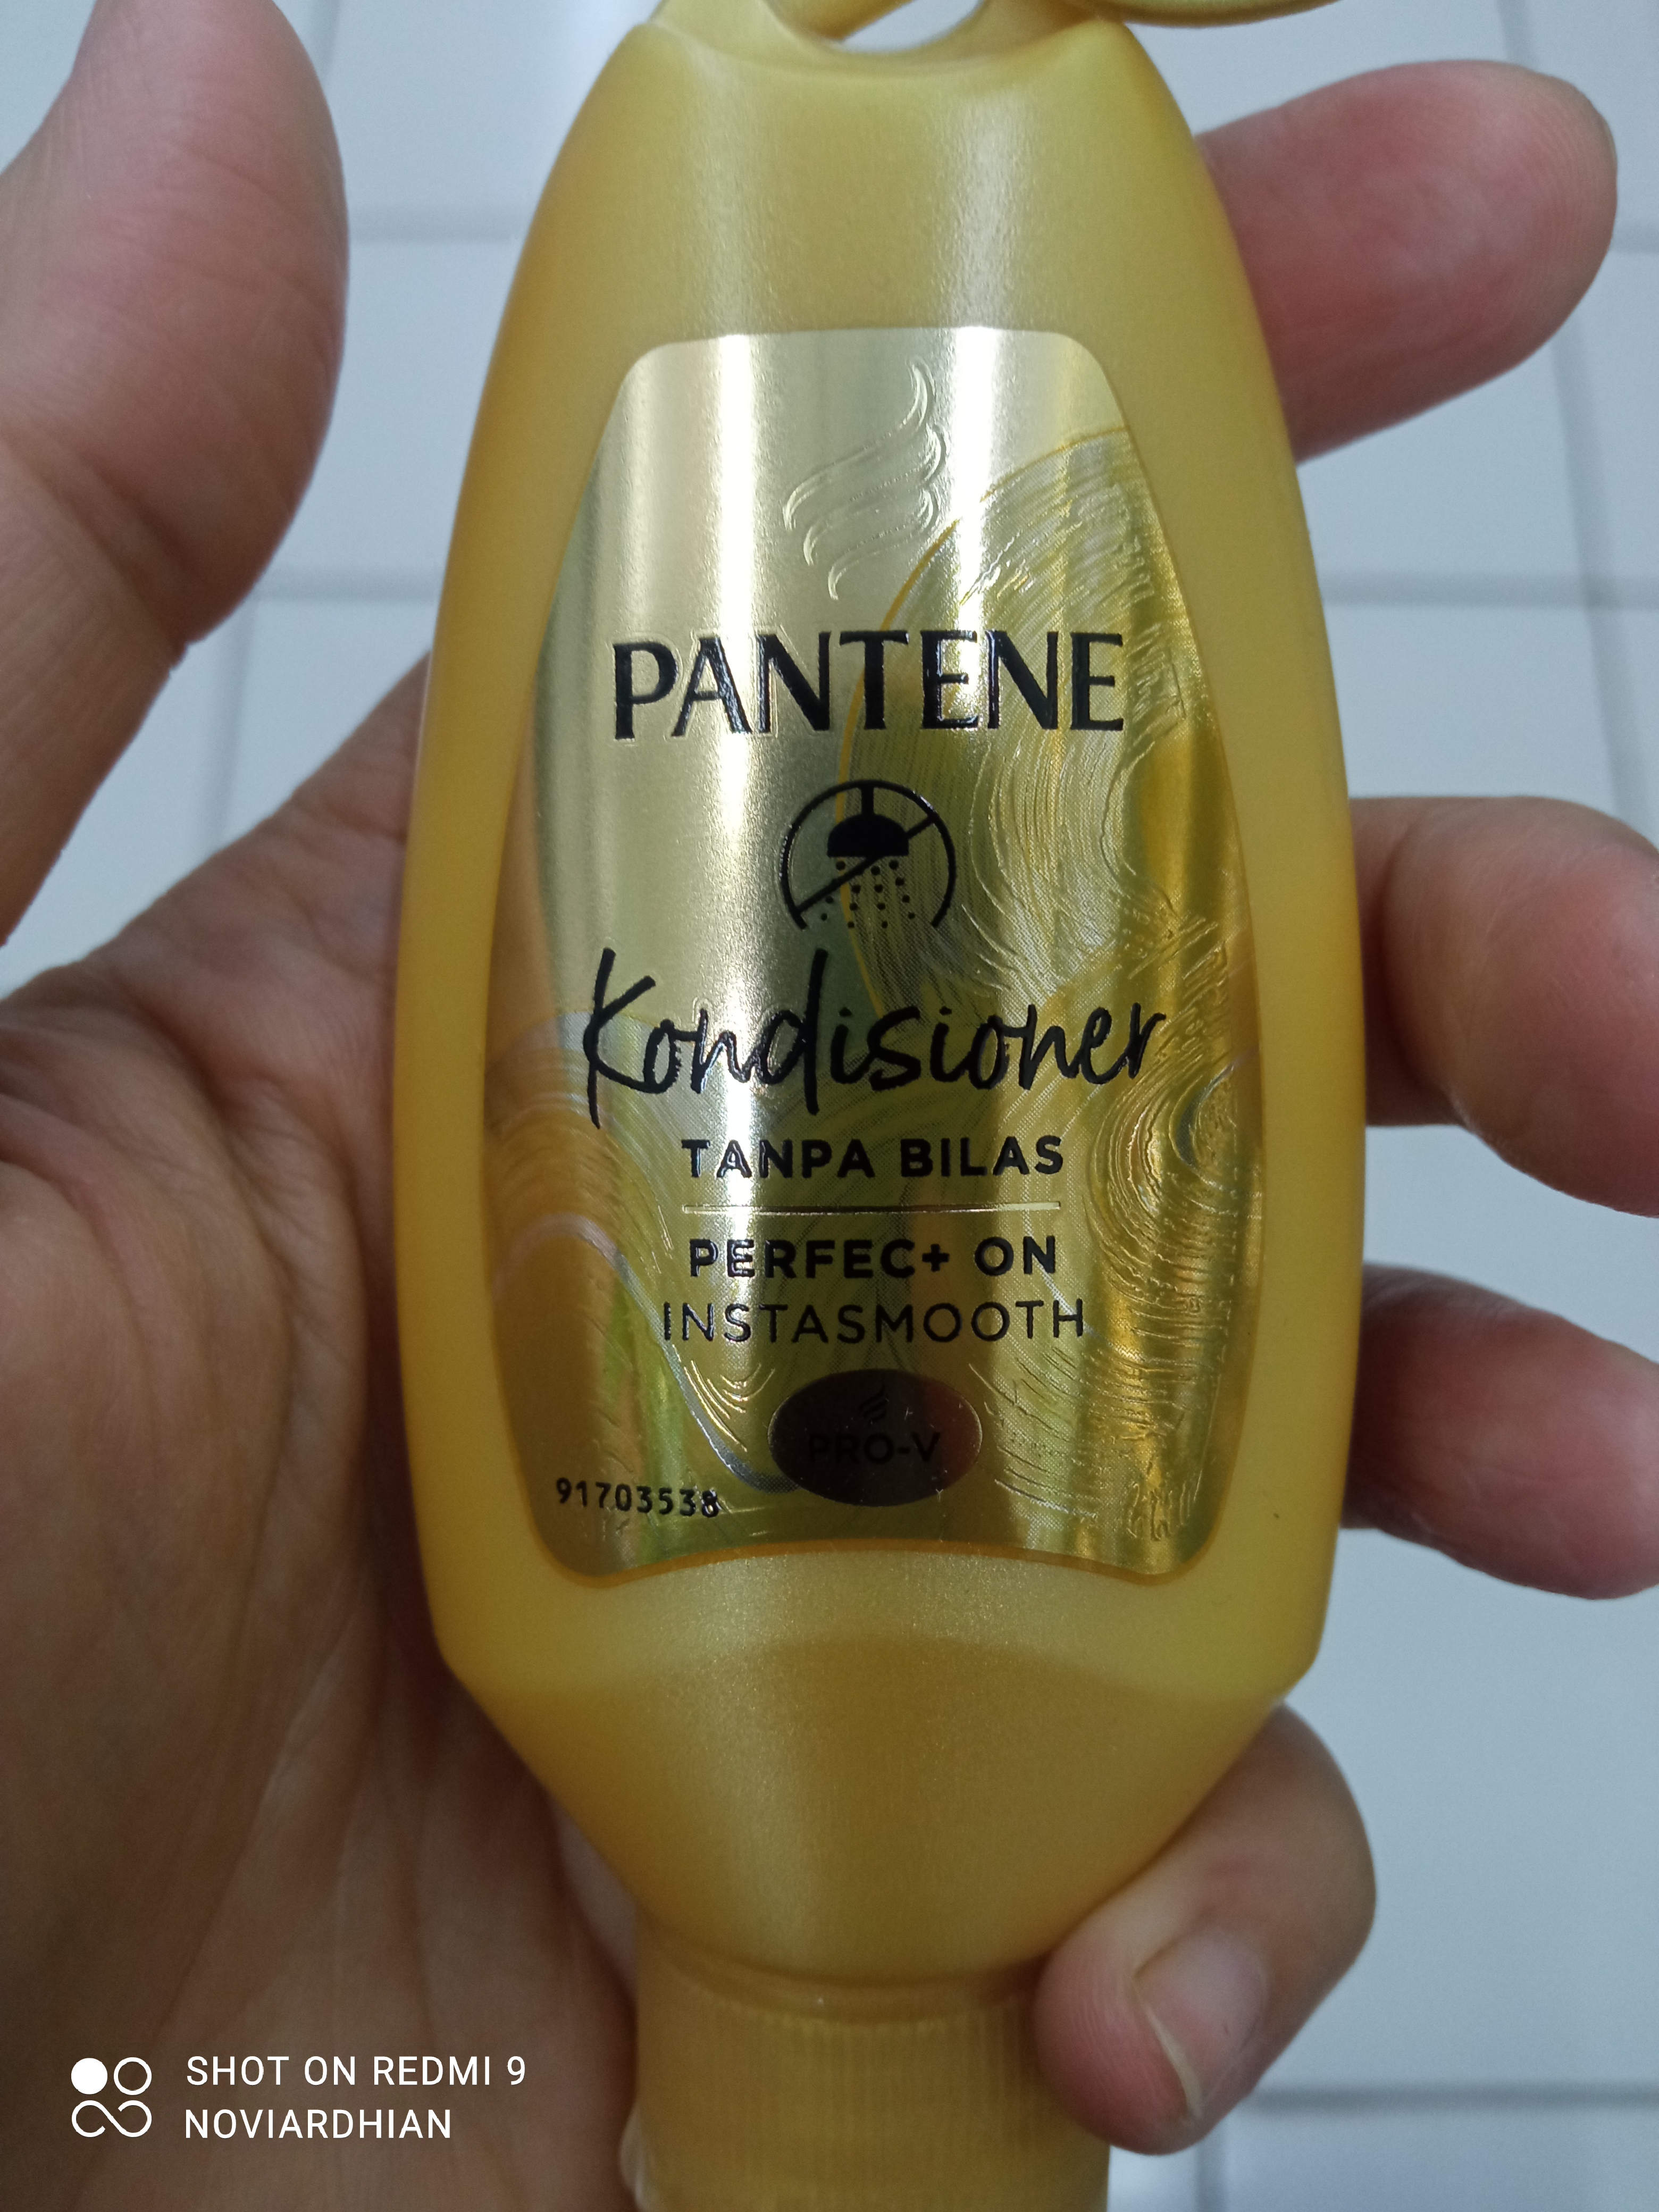 PANTENE
Kondisioner
TANPA BILAS
PERFEC+ ON
INSTASMOOTH
PRO-V
91703538
SHOT ON REDMI 9
NOVIARDHIAN